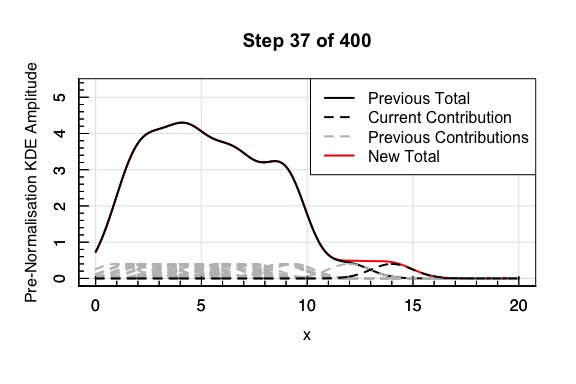 Step 37 of 400
Pre-Normalisation KDE Amplitude
5
4
3
2
1
0
Previous Total
Current Contribution
Previous Contributions
New Total
0 5 10 15 20
x